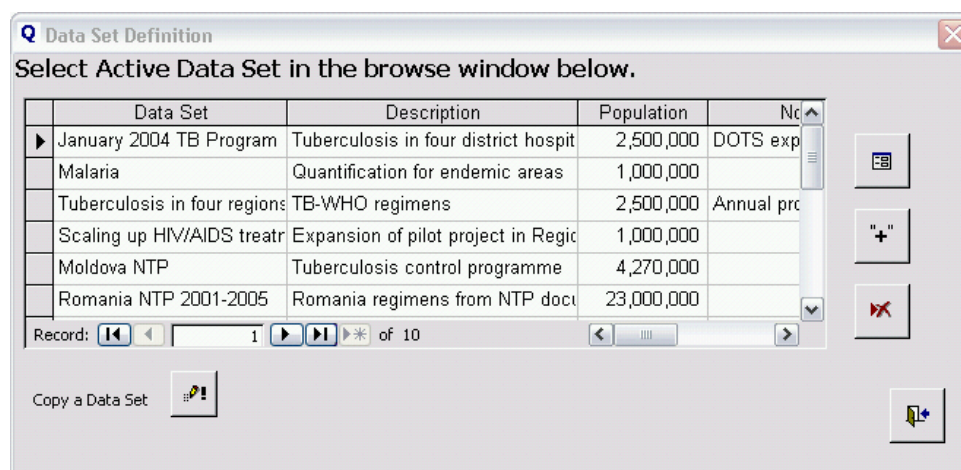 Q Data Set Definition
Select Active Data Set in the browse window below.
Data Set Description Population No
January 2004 TB Program Tuberculosis in four district hospit 2,500,000 DOTS exp
Malaria Quantification for endemic areas 1,000,000
Tuberculosis in four regions TB-WHO regimens 2,500,000 Annual pro
Scaling up HIV/AIDS treatr Expansion of pilot project in Regic 1,000,000
Moldova NTP Tuberculosis control programme 4,270,000
Romania NTP 2001-2005 Romania regimens from NTP docu 23,000,000
Record: 1 of 10
"+"
Copy a Data Set